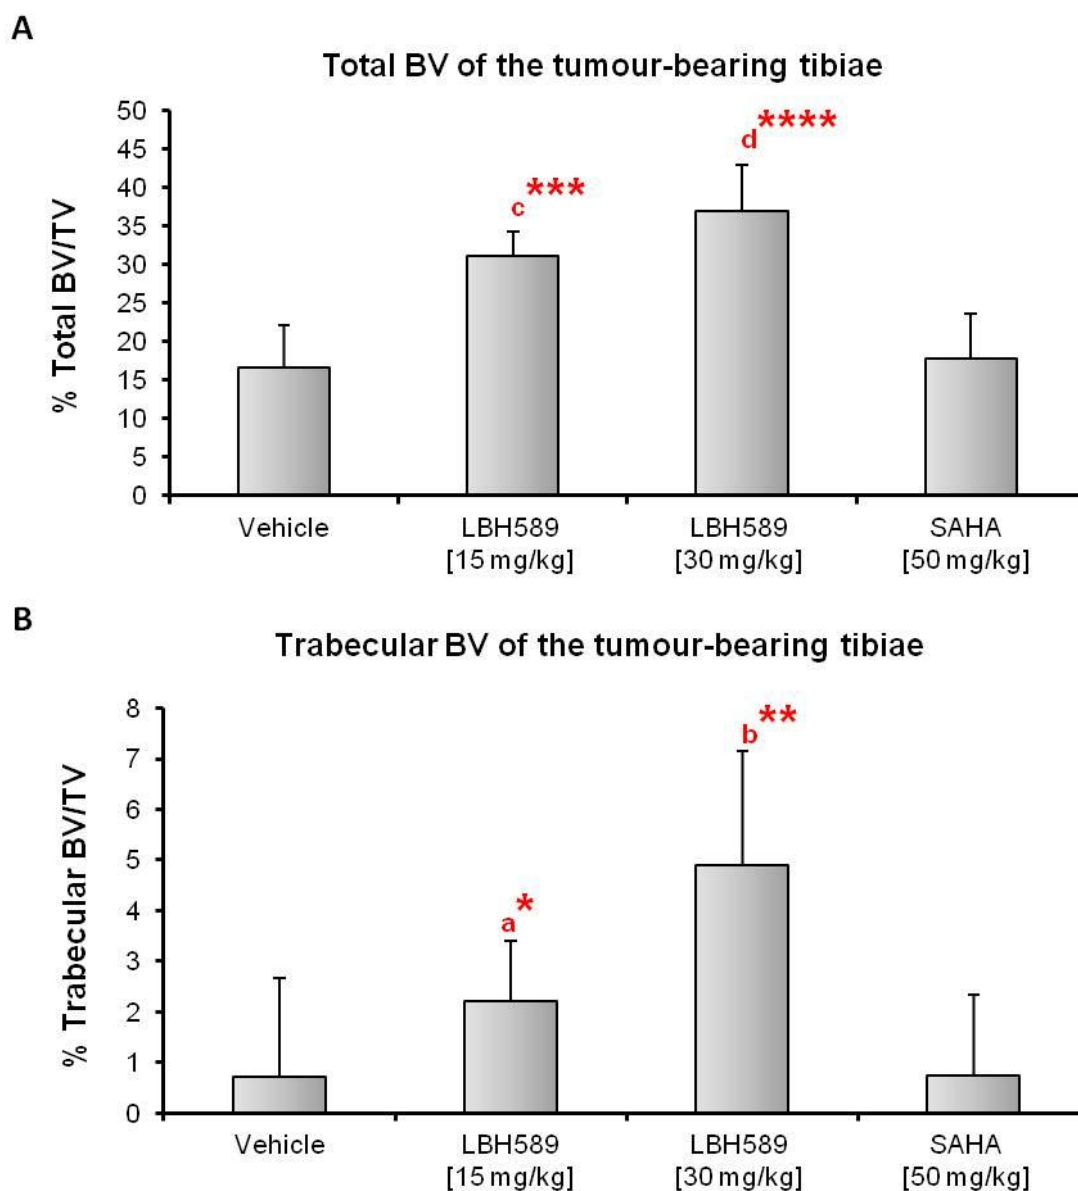 A
Total BV of the tumour-bearing tibiae
% Total BV/TV
50
45
40
35
30
25
20
15
10
5
0
c***
d****
Vehicle
LBH589
[15 mg/kg]
LBH589
[30 mg/kg]
SAHA
[50 mg/kg]
B
Trabecular BV of the tumour-bearing tibiae
% Trabecular BV/TV
8
7
6
5
4
3
2
1
0
a*
b**
Vehicle
LBH589
[15 mg/kg]
LBH589
[30 mg/kg]
SAHA
[50 mg/kg]